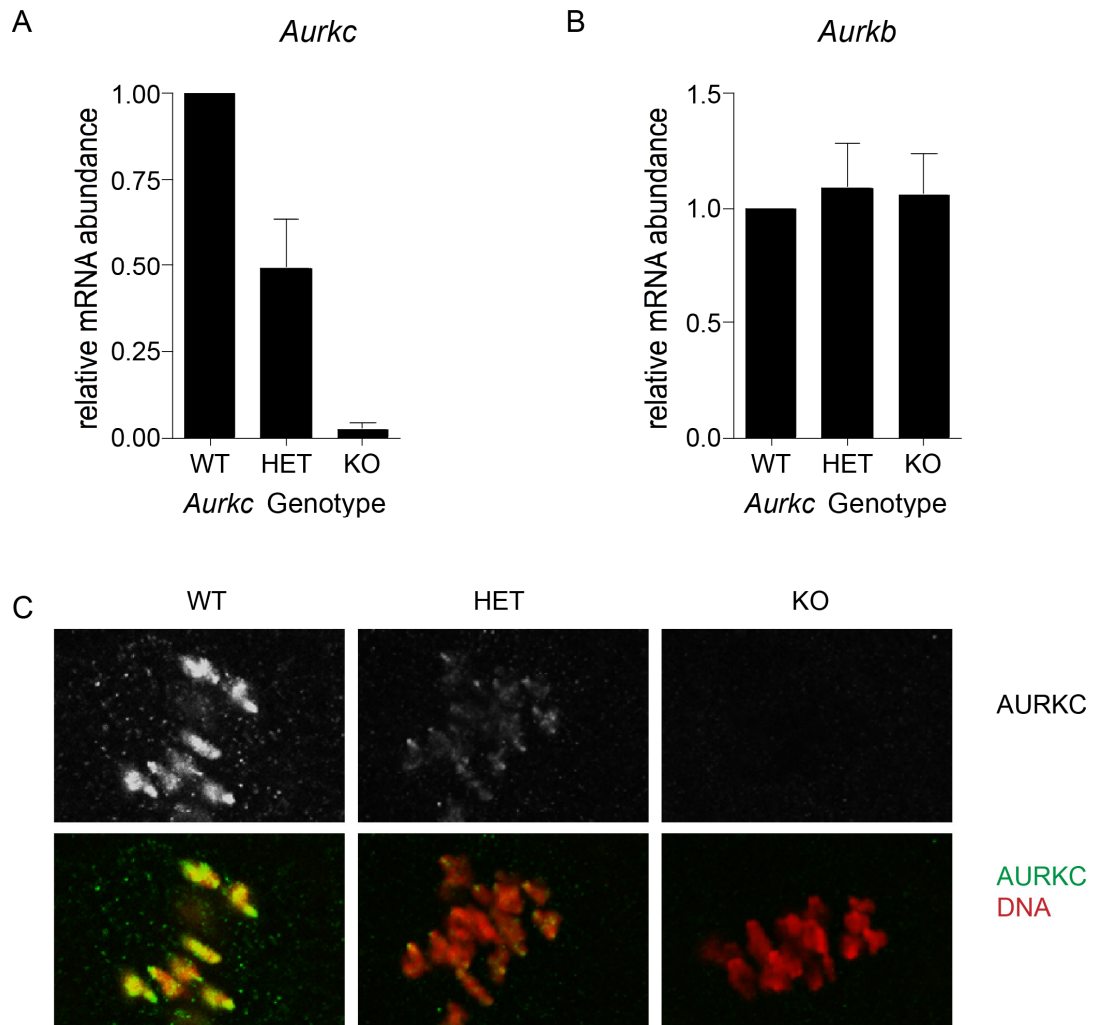 A
Aurkc
relative mRNA abundance
1.00
0.75
0.50
0.25
0.00
WT HET KO
Aurkc Genotype
B
Aurkb
relative mRNA abundance
1.5
1.0
0.5
0.0
WT HET KO
Aurkc Genotype
C
WT HET KO
AURKC
AURKC
DNA